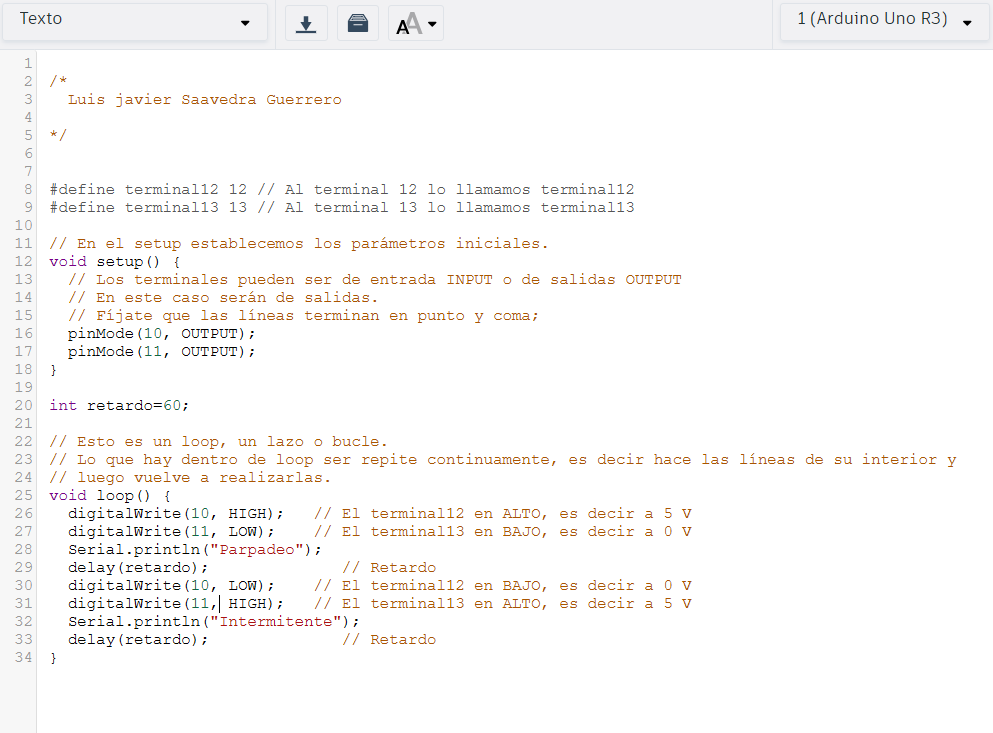 Texto
1 (Arduino Uno R3)
1
2 /*
3 Luis javier Saavedra Guerrero
4
5 */
6
7
8 #define terminal12 12 // Al terminal 12 lo llamamos terminal12
9 #define terminal13 13 // Al terminal 13 lo llamamos terminal13
10
11 // En el setup establecemos los parámetros iniciales.
12 void setup() {
13 // Los terminales pueden ser de entrada INPUT o de salidas OUTPUT
14 // En este caso serán de salidas.
15 // Fíjate que las líneas terminan en punto y coma;
16 pinMode(10, OUTPUT);
17 pinMode(11, OUTPUT);
18 }
19
20 int retardo=60;
21
22 // Esto es un loop, un lazo o bucle.
23 // Lo que hay dentro de loop ser repite continuamente, es decir hace las líneas de su interior y
24 // luego vuelve a realizarlas.
25 void loop() {
26 digitalWrite(10, HIGH); // El terminal12 en ALTO, es decir a 5 V
27 digitalWrite(11, LOW); // El terminal13 en BAJO, es decir a 0 V
28 Serial.println("Parpadeo");
29 delay(retardo); // Retardo
30 digitalWrite(10, LOW); // El terminal12 en BAJO, es decir a 0 V
31 digitalWrite(11, HIGH); // El terminal13 en ALTO, es decir a 5 V
32 Serial.println("Intermitente");
33 delay(retardo); // Retardo
34 }